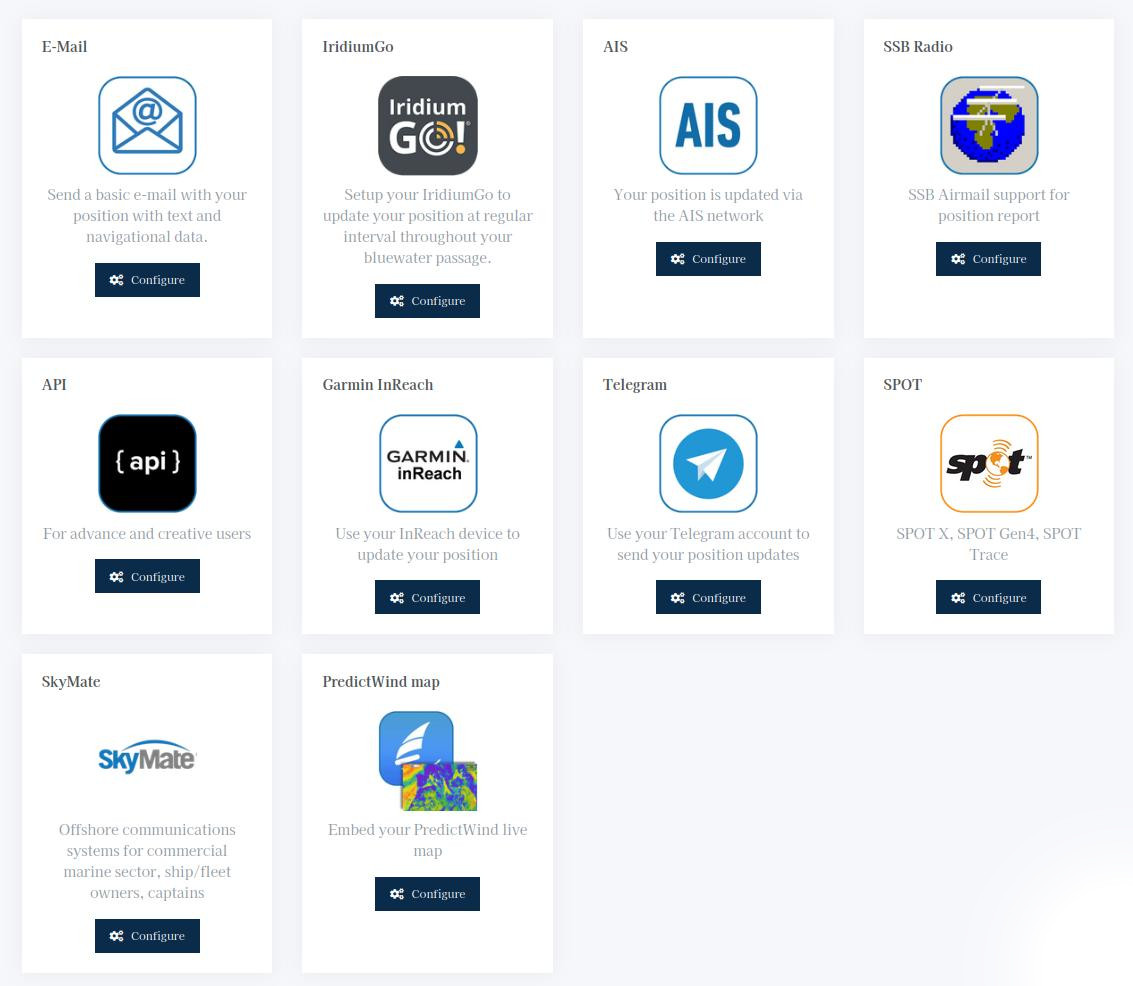 E-Mail
@
Send a basic e-mail with your
position with text and
navigational data.
Configure
IridiumGo
Iridium
GO!®
Setup your IridiumGo to
update your position at regular
interval throughout your
bluewater passage.
Configure
AIS
AIS
Your position is updated via
the AIS network
Configure
SSB Radio
SSB Airmail support for
position report
Configure
API
{ api }
For advance and creative users
Configure
Garmin InReach
GARMIN.
inReach
Use your InReach device to
update your position
Configure
Telegram
Use your Telegram account to
send your position updates
Configure
SPOT
spot™
SPOT X, SPOT Gen4, SPOT
Trace
Configure
SkyMate
SkyMate
Offshore communications
systems for commercial
marine sector, ship/fleet
owners, captains
Configure
PredictWind map
Embed your PredictWind live
map
Configure